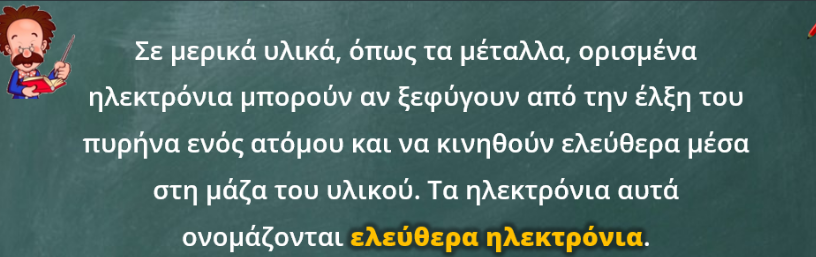 Σε μερικά υλικά, όπως τα μέταλλα, ορισμένα
ηλεκτρόνια μπορούν αν ξεφύγουν από την έλξη του
πυρήνα ενός ατόμου και να κινηθούν ελεύθερα μέσα
στη μάζα του υλικού. Τα ηλεκτρόνια αυτά
ονομάζονται ελεύθερα ηλεκτρόνια.